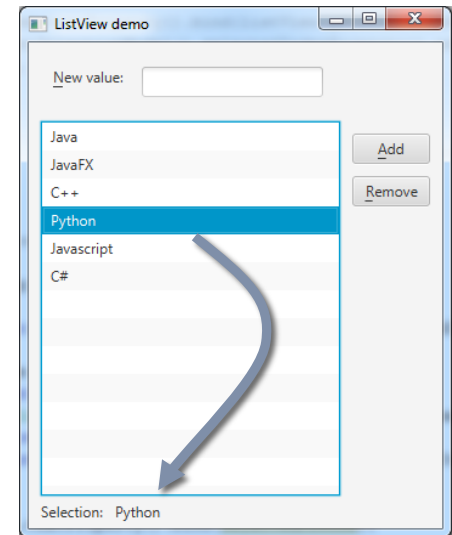 ListView demo
New value:
Java
JavaFX
C++
Python
Javascript
C#
Add
Remove
Selection: Python